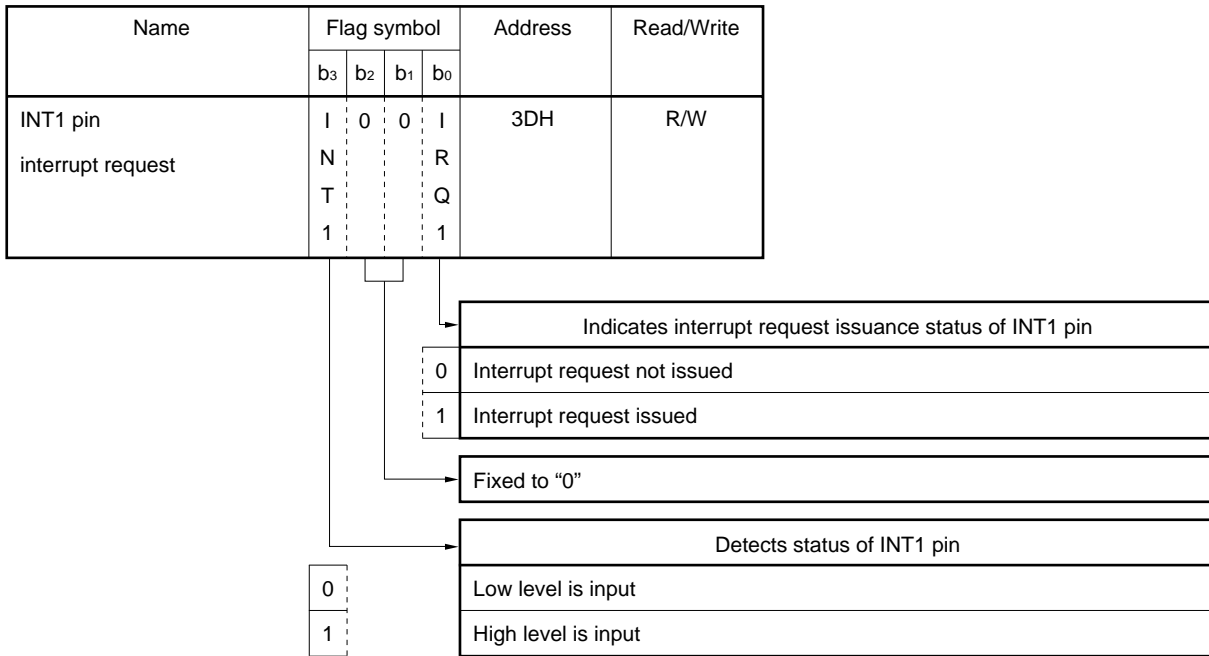 Name Flag symbol Address Read/Write
b3 b2 b1 b0
INT1 pin
interrupt request
I 0 0 I 3DH R/W
N R
T Q
1 1
Indicates interrupt request issuance status of INT1 pin
0 Interrupt request not issued
1 Interrupt request issued
Fixed to “0”
Detects status of INT1 pin
0 Low level is input
1 High level is input